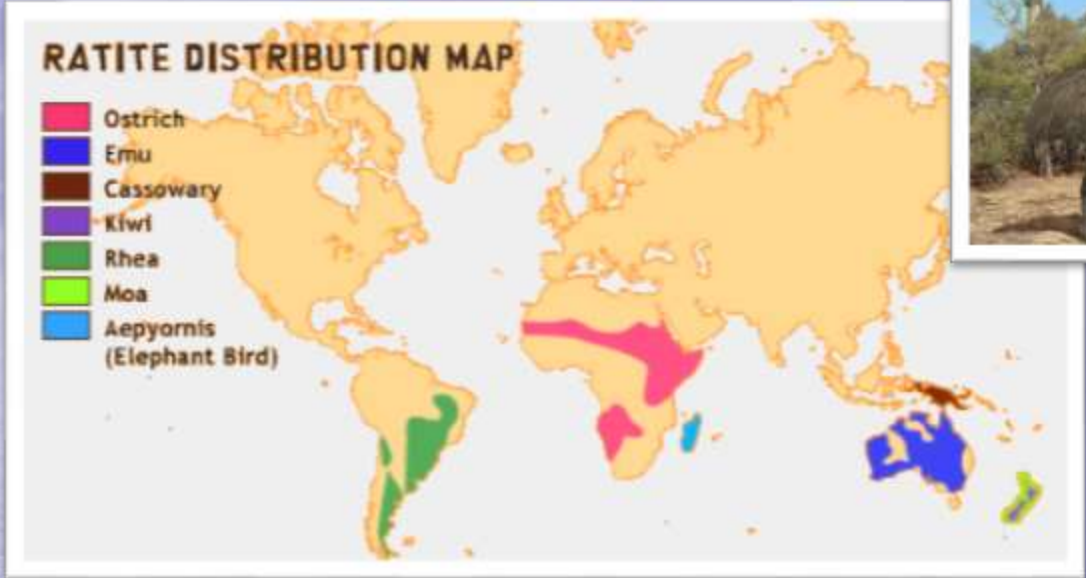 RATITE DISTRIBUTION MAP
Ostrich
Emu
Cassowary
Kiwi
Rhea
Moa
Aepyornis
(Elephant Bird)